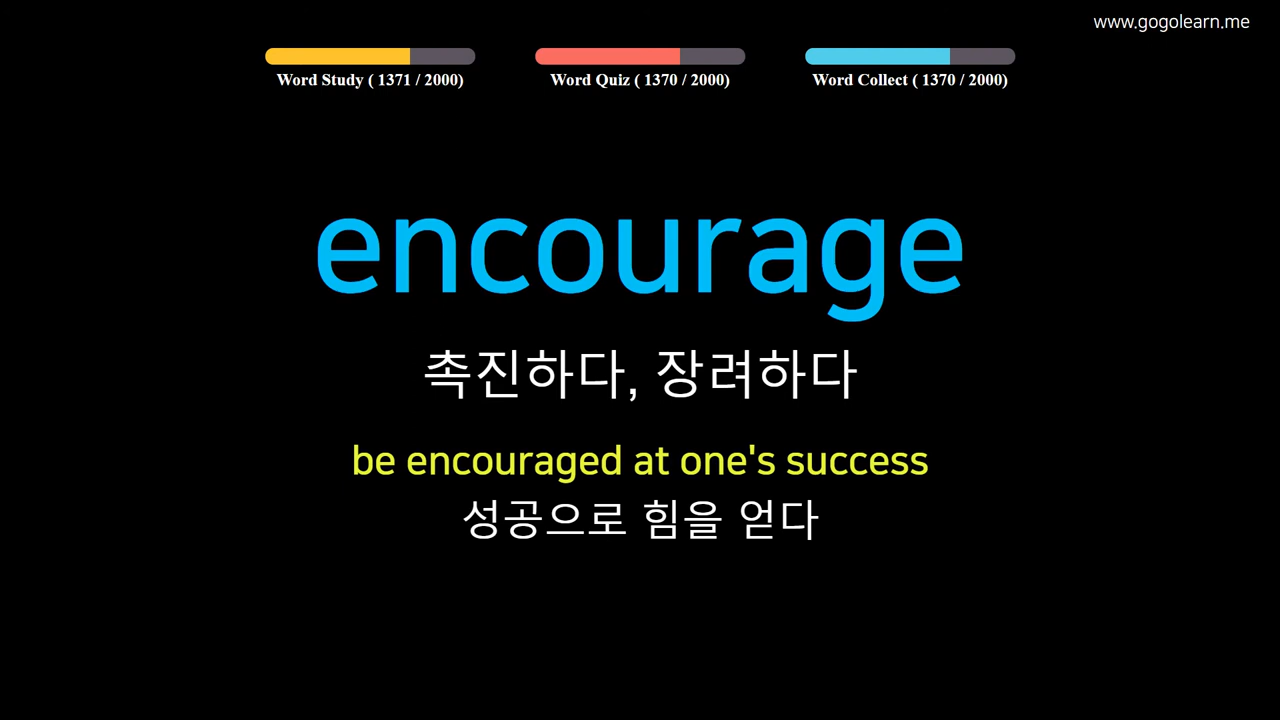 www.gogolearn.me
Word Study ( 1371 / 2000)
Word Quiz ( 1370 / 2000)
Word Collect ( 1370 / 2000)
encourage
촉진하다, 장려하다
be encouraged at one's success
성공으로 힘을 얻다